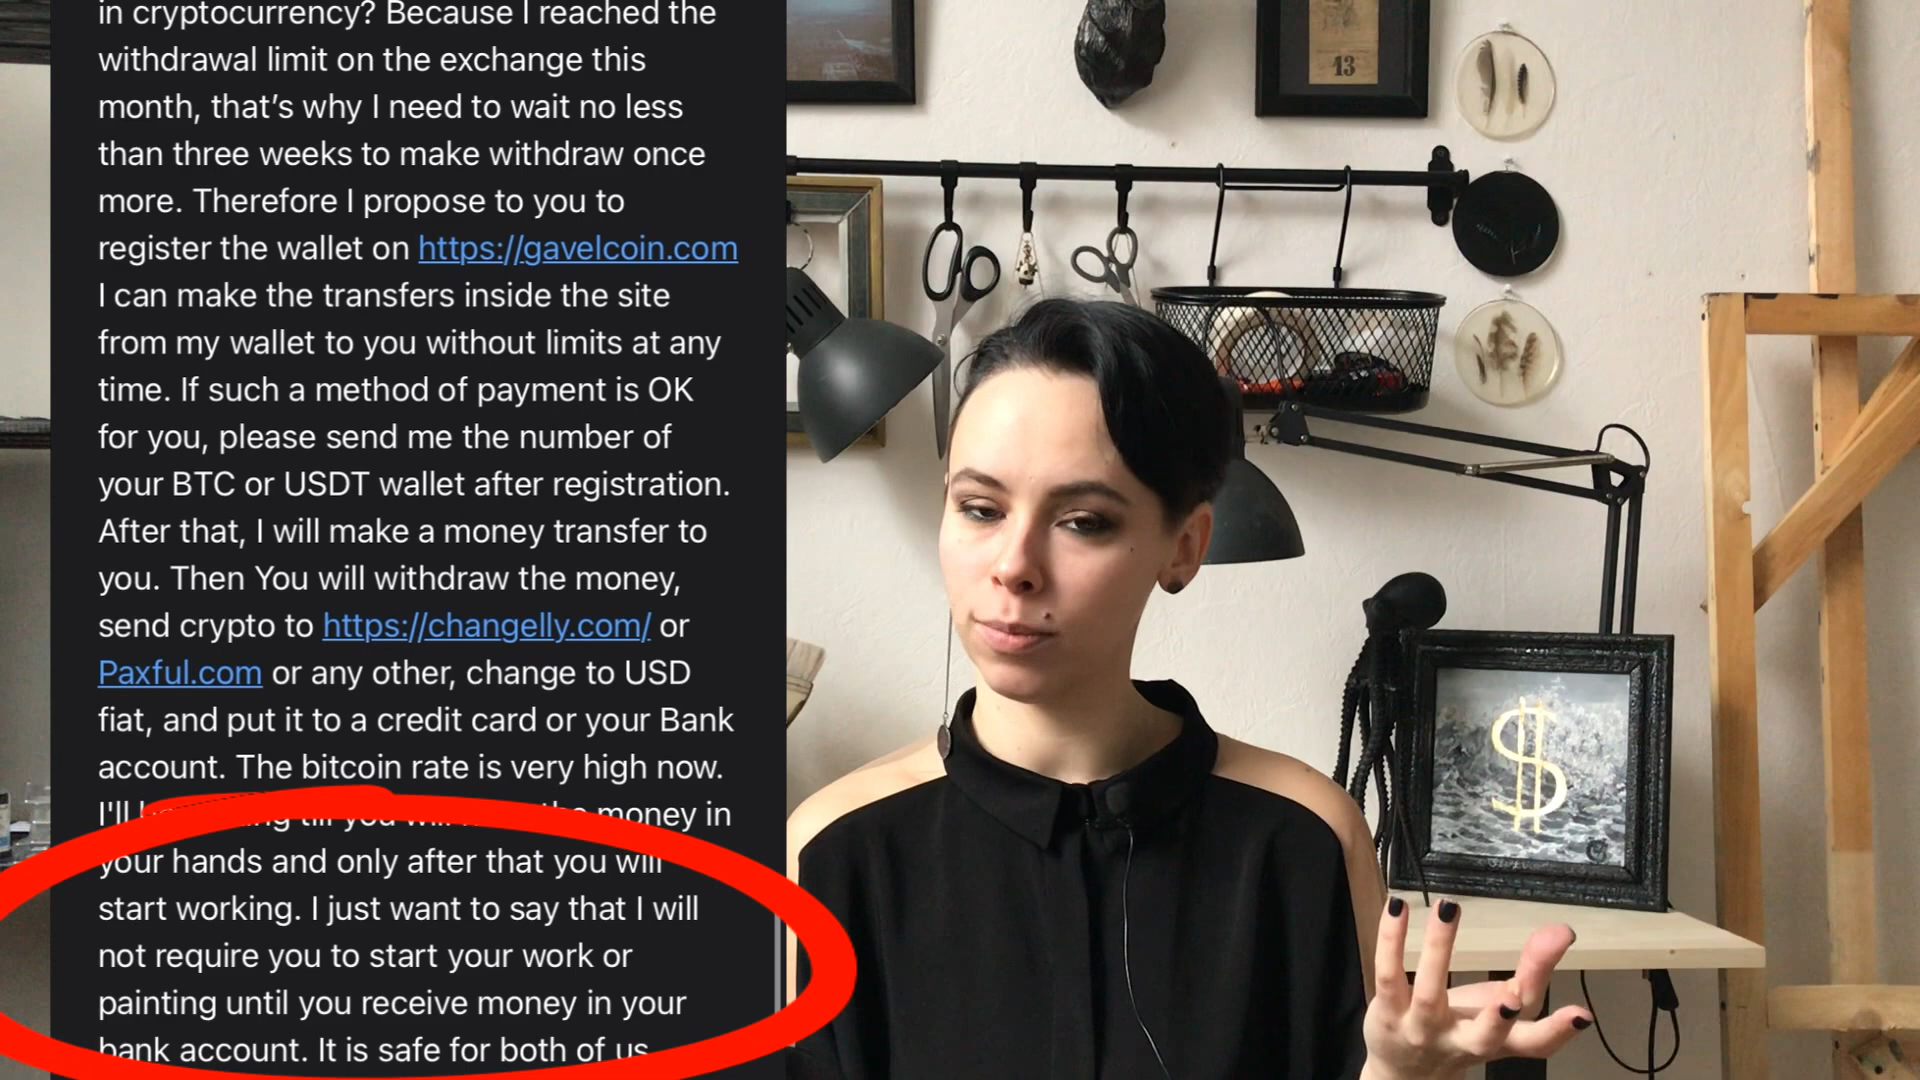 in cryptocurrency? Because I reached the
withdrawal limit on the exchange this
month, that's why I need to wait no less
than three weeks to make withdraw once
more. Therefore I propose to you to
register the wallet on https://gavelcoin.com
I can make the transfers inside the site
from my wallet to you without limits at any
time. If such a method of payment is OK
for you, please send me the number of
your BTC or USDT wallet after registration.
After that, I will make a money transfer to
you. Then You will withdraw the money,
send crypto to https://changelly.com/ or
Paxful.com or any other, change to USD
fiat, and put it to a credit card or your Bank
account. The bitcoin rate is very high now.
I'll till you will money in
your hands and only after that you will
start working. I just want to say that I will
not require you to start your work or
painting until you receive money in your
bank account. It is safe for both of us
13
$